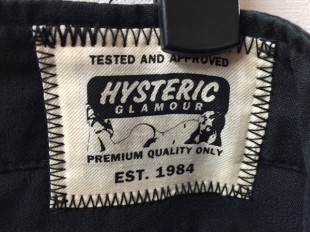 TESTED AND APPROVED
HYSTERIC
GLAMOUR
PREMIUM QUALITY ONLY
EST. 1984